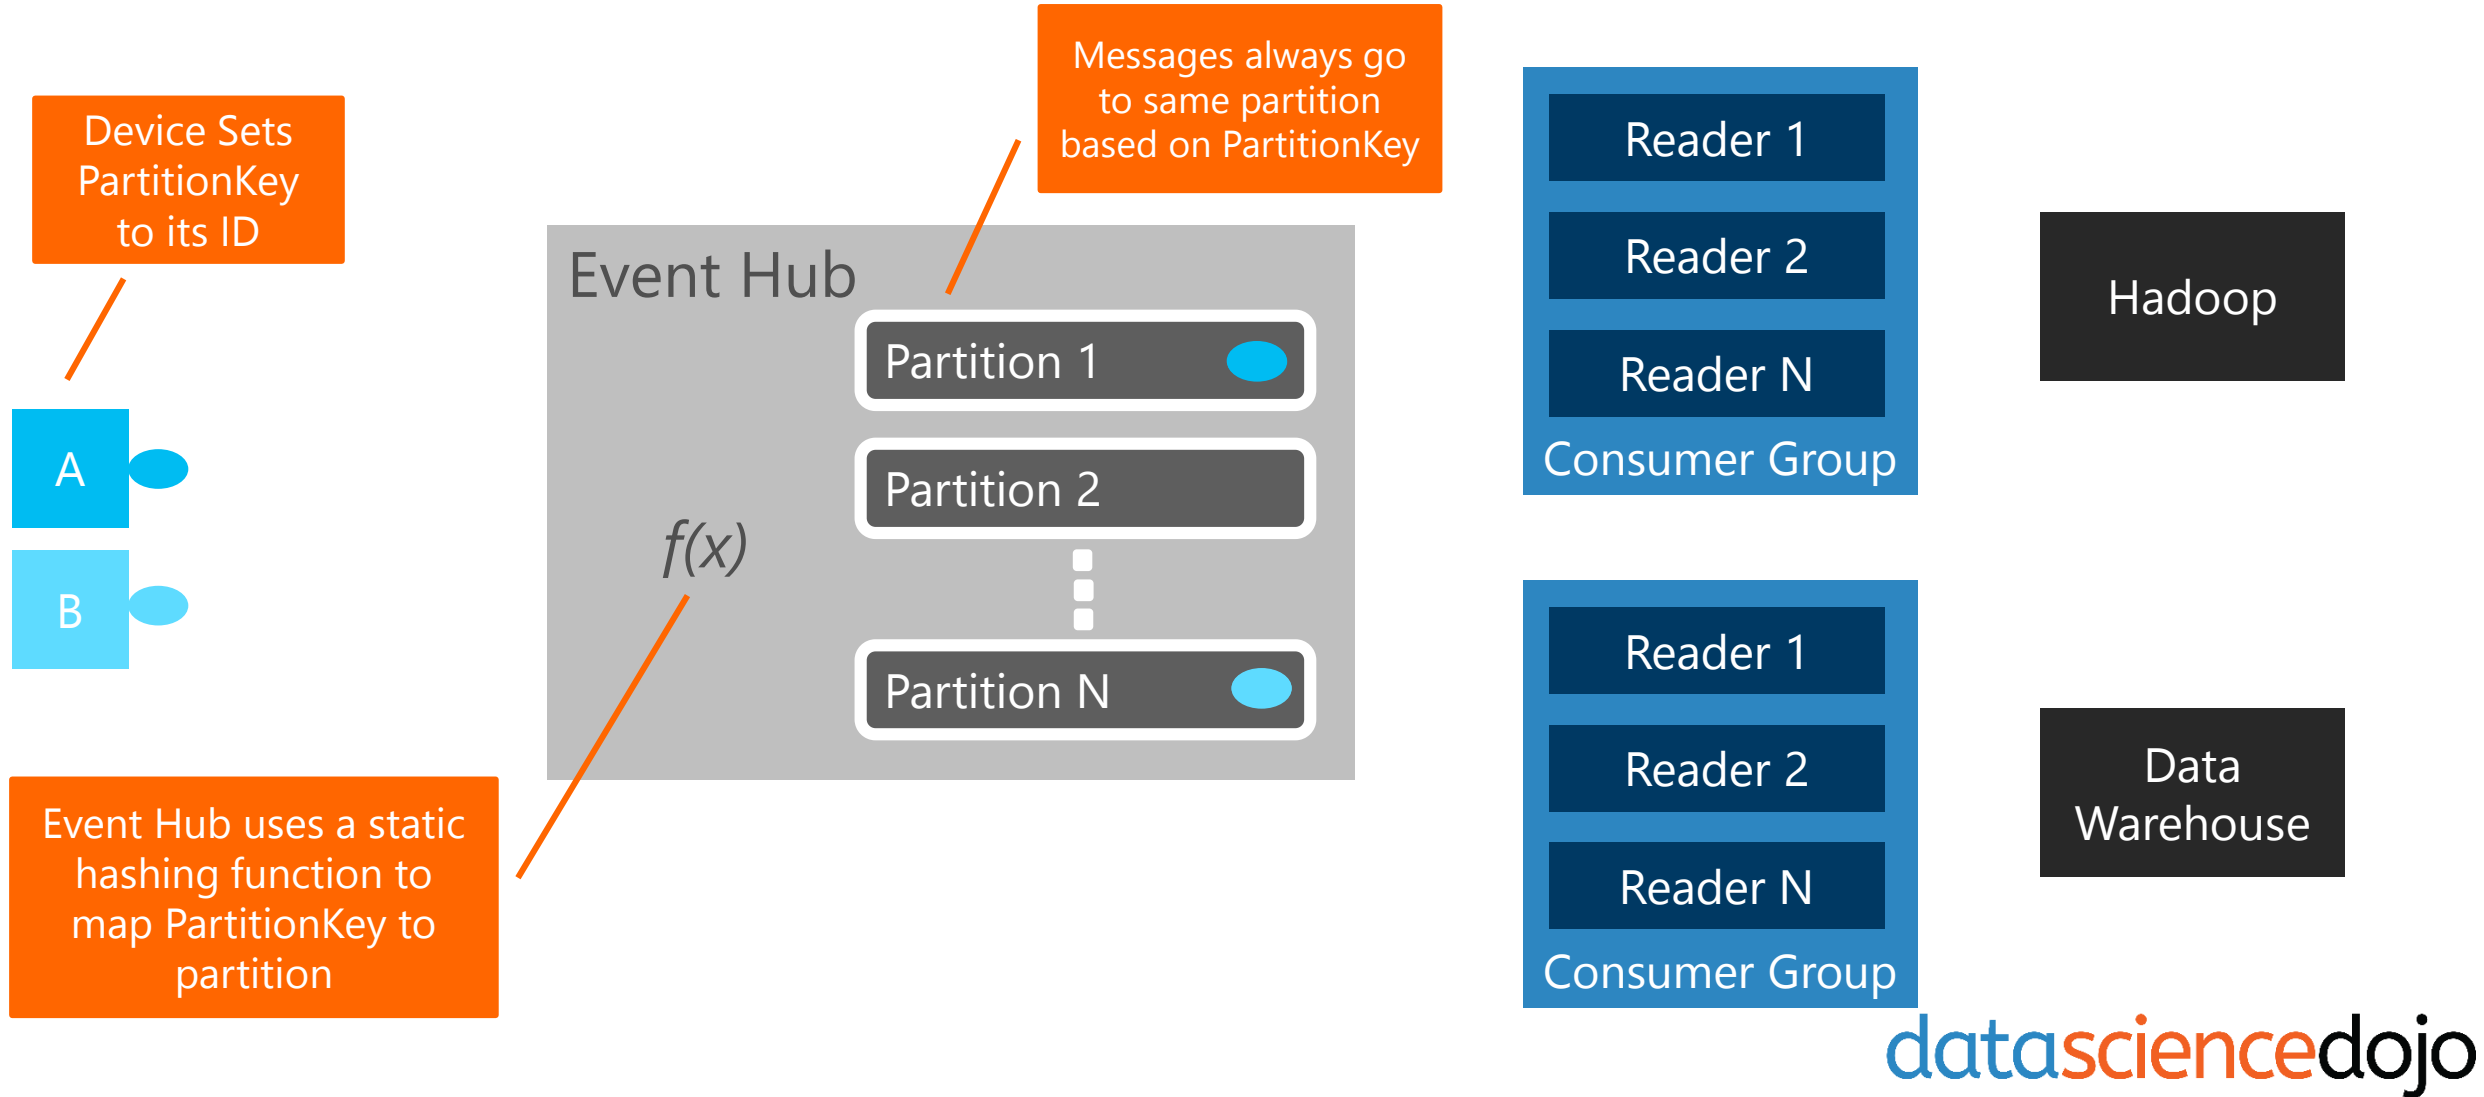 Device Sets
PartitionKey
to its ID
A
B
Event Hub uses a static
hashing function to
map PartitionKey to
partition
Messages always go
to same partition
based on PartitionKey
Event Hub
f(x)
Partition 1
Partition 2
Partition N
Reader 1
Reader 2
Reader N
Consumer Group
Reader 1
Reader 2
Reader N
Consumer Group
Hadoop
Data
Warehouse
datasciencedojo